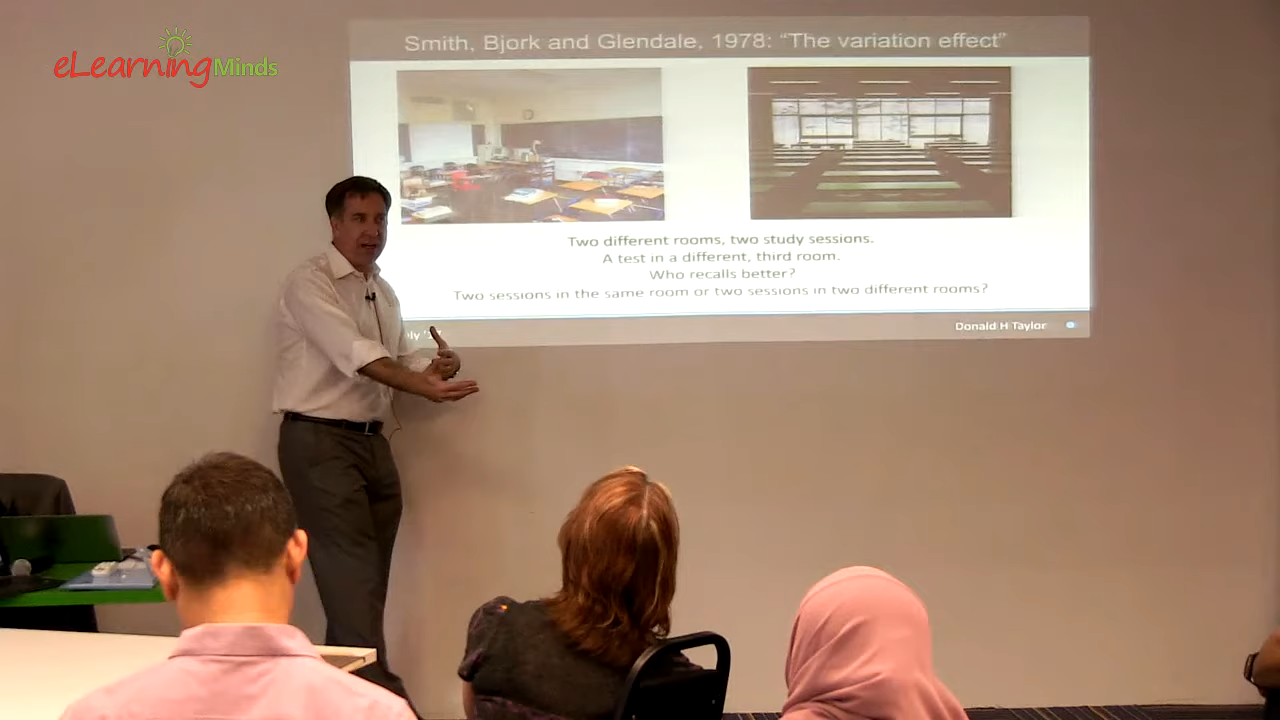 eLearningMinds
Smith, Bjork and Glendale, 1978: “The variation effect”
Two different rooms, two study sessions.
A test in a different, third room.
Who recalls better?
Two sessions in the same room or two sessions in two different rooms?
Donald H Taylor